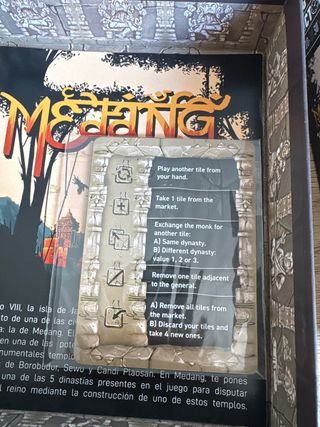 MEDANG
Play another tile from
your hand.
Take 1 tile from the
market.
Exchange the monk for
another tile:
A) Same dynasty.
B) Different dynasty:
value 1, 2 or 3.
Remove one tile adjacent
to the general.
A) Remove all tiles from
the market.
B) Discard your tiles and
take 4 new ones.
o VIII, la isla de
to de una de las
a: la de Medang. E
en una de las
numentales templo
de Borobudur, Sewu y Candi Plaosan. En Medang, te pones
una de las 5 dinastías presentes en el juego para disputar
l reino mediante la construcción de uno de estos templos.